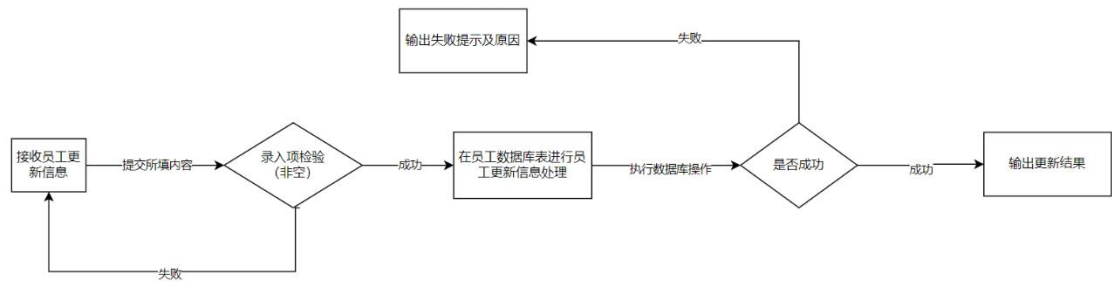 输出失败提示及原因
失败
接收员工更
新信息
提交所填内容
录入项检验
（非空）
成功
在员工数据库表进行员
工更新信息处理
执行数据库操作
是否成功
成功
输出更新结果
失败